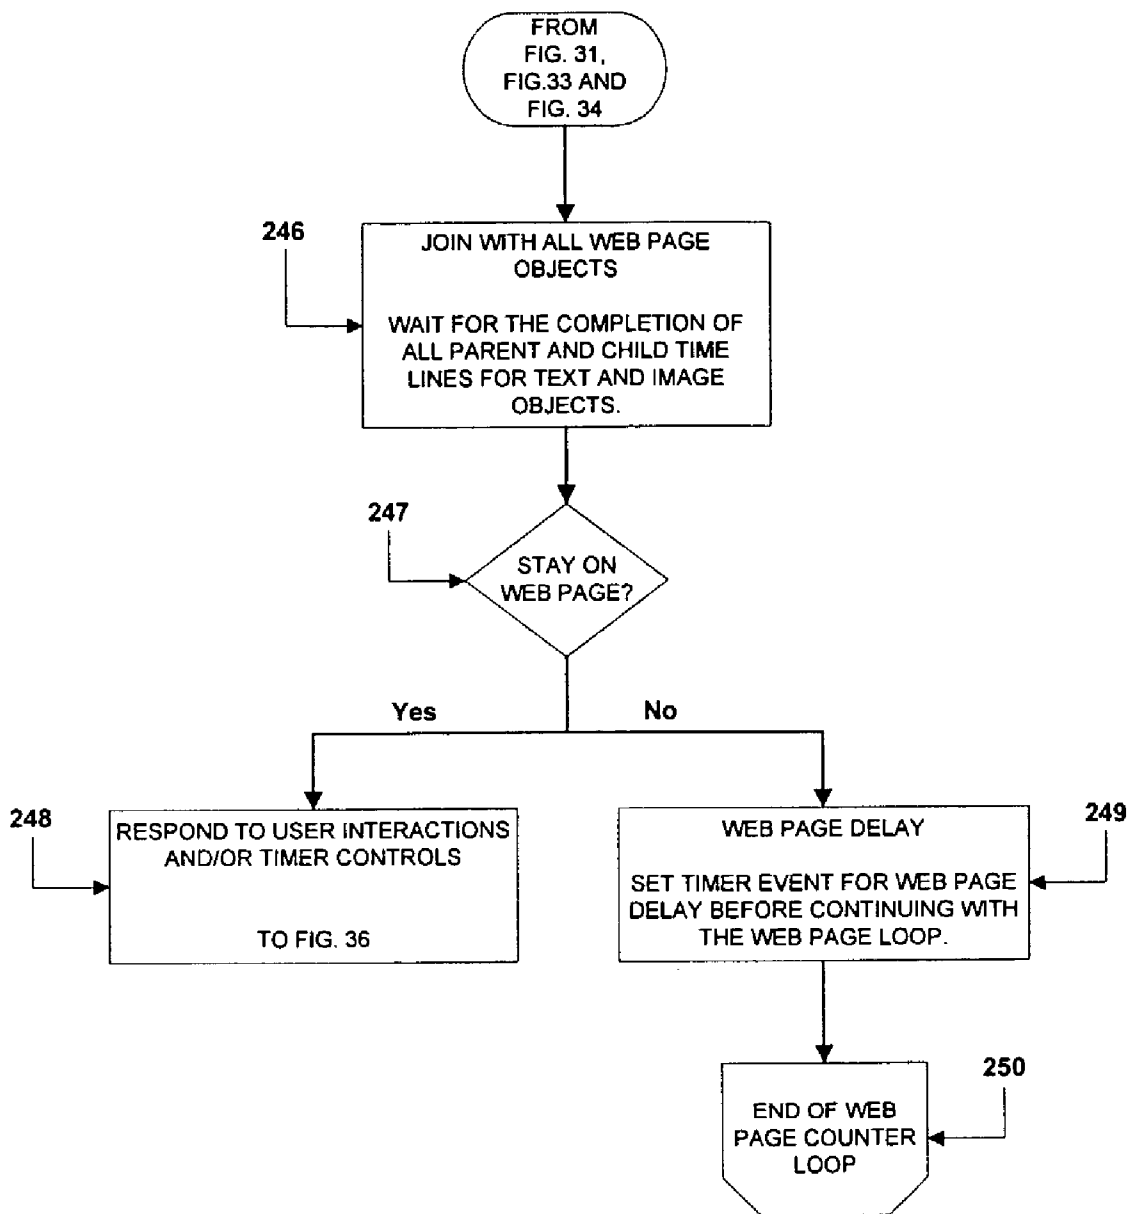 FROM
FIG. 31,
FIG.33 AND
FIG. 34
246
JOIN WITH ALL WEB PAGE
OBJECTS
WAIT FOR THE COMPLETION OF
ALL PARENT AND CHILD TIME
LINES FOR TEXT AND IMAGE
OBJECTS.
247
STAY ON
WEB PAGE?
Yes
No
248
RESPOND TO USER INTERACTIONS
AND/OR TIMER CONTROLS
TO FIG. 36
249
WEB PAGE DELAY
SET TIMER EVENT FOR WEB PAGE
DELAY BEFORE CONTINUING WITH
THE WEB PAGE LOOP.
250
END OF WEB
PAGE COUNTER
LOOP